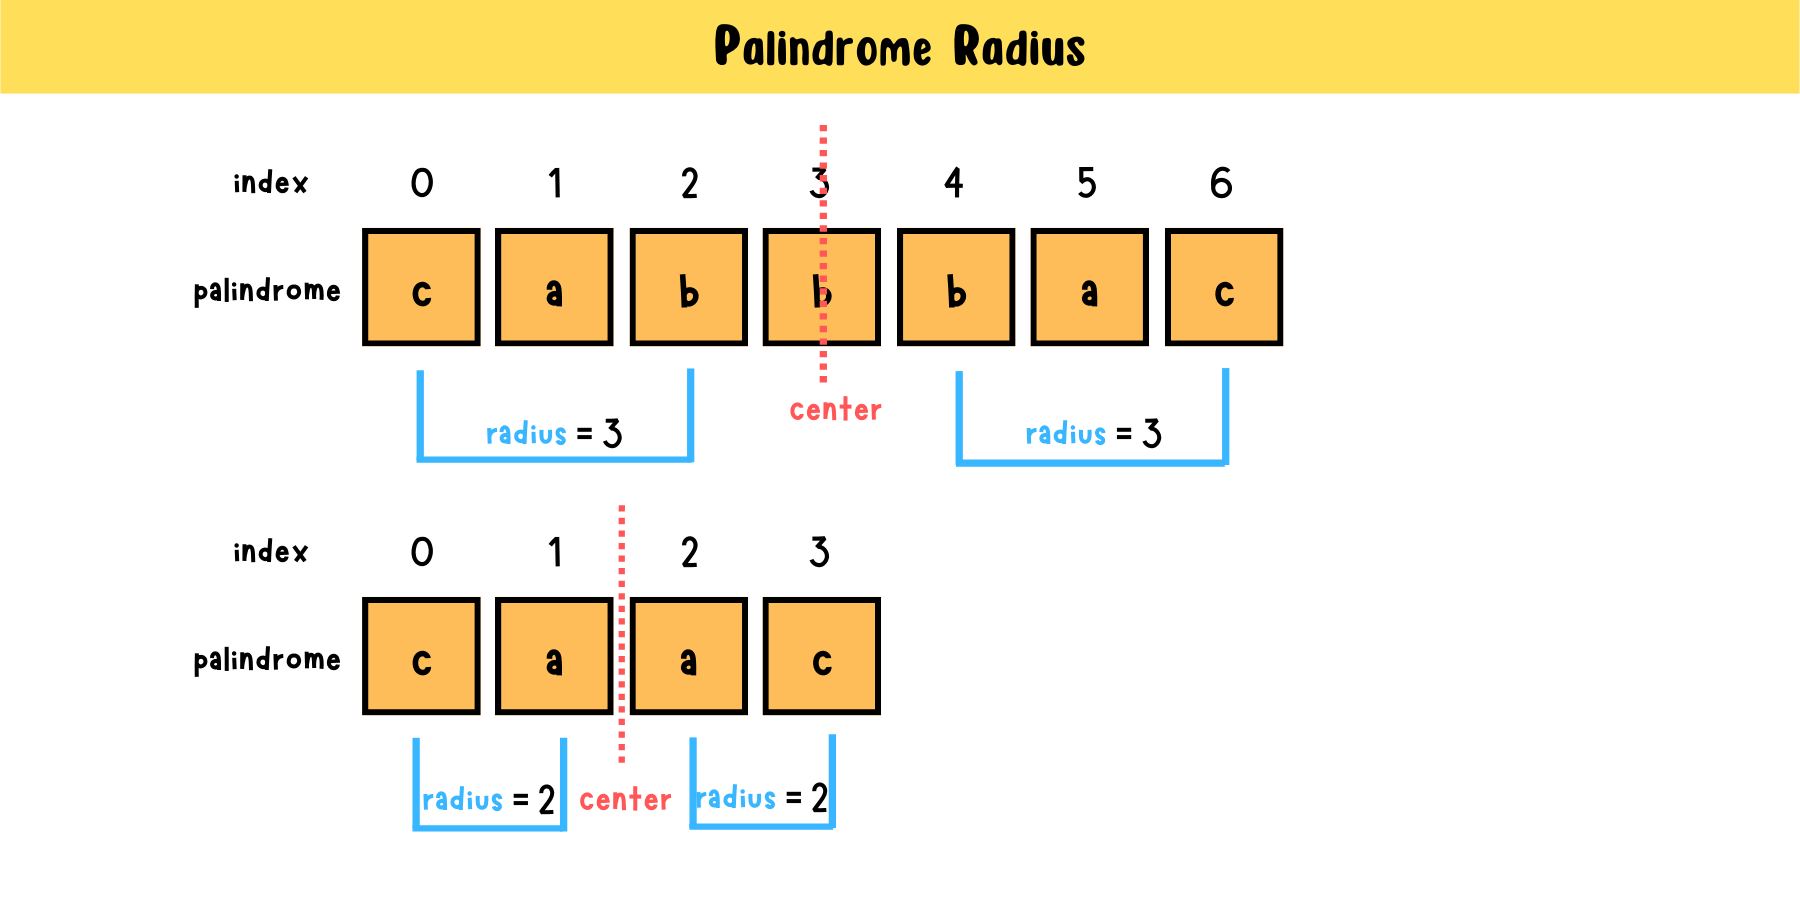 Palindrome Radius
index 0 1 2 3 4 5 6
palindrome c a b b b a c
center
radius = 3 radius = 3
index 0 1 2 3
palindrome c a a c
radius = 2 center radius = 2